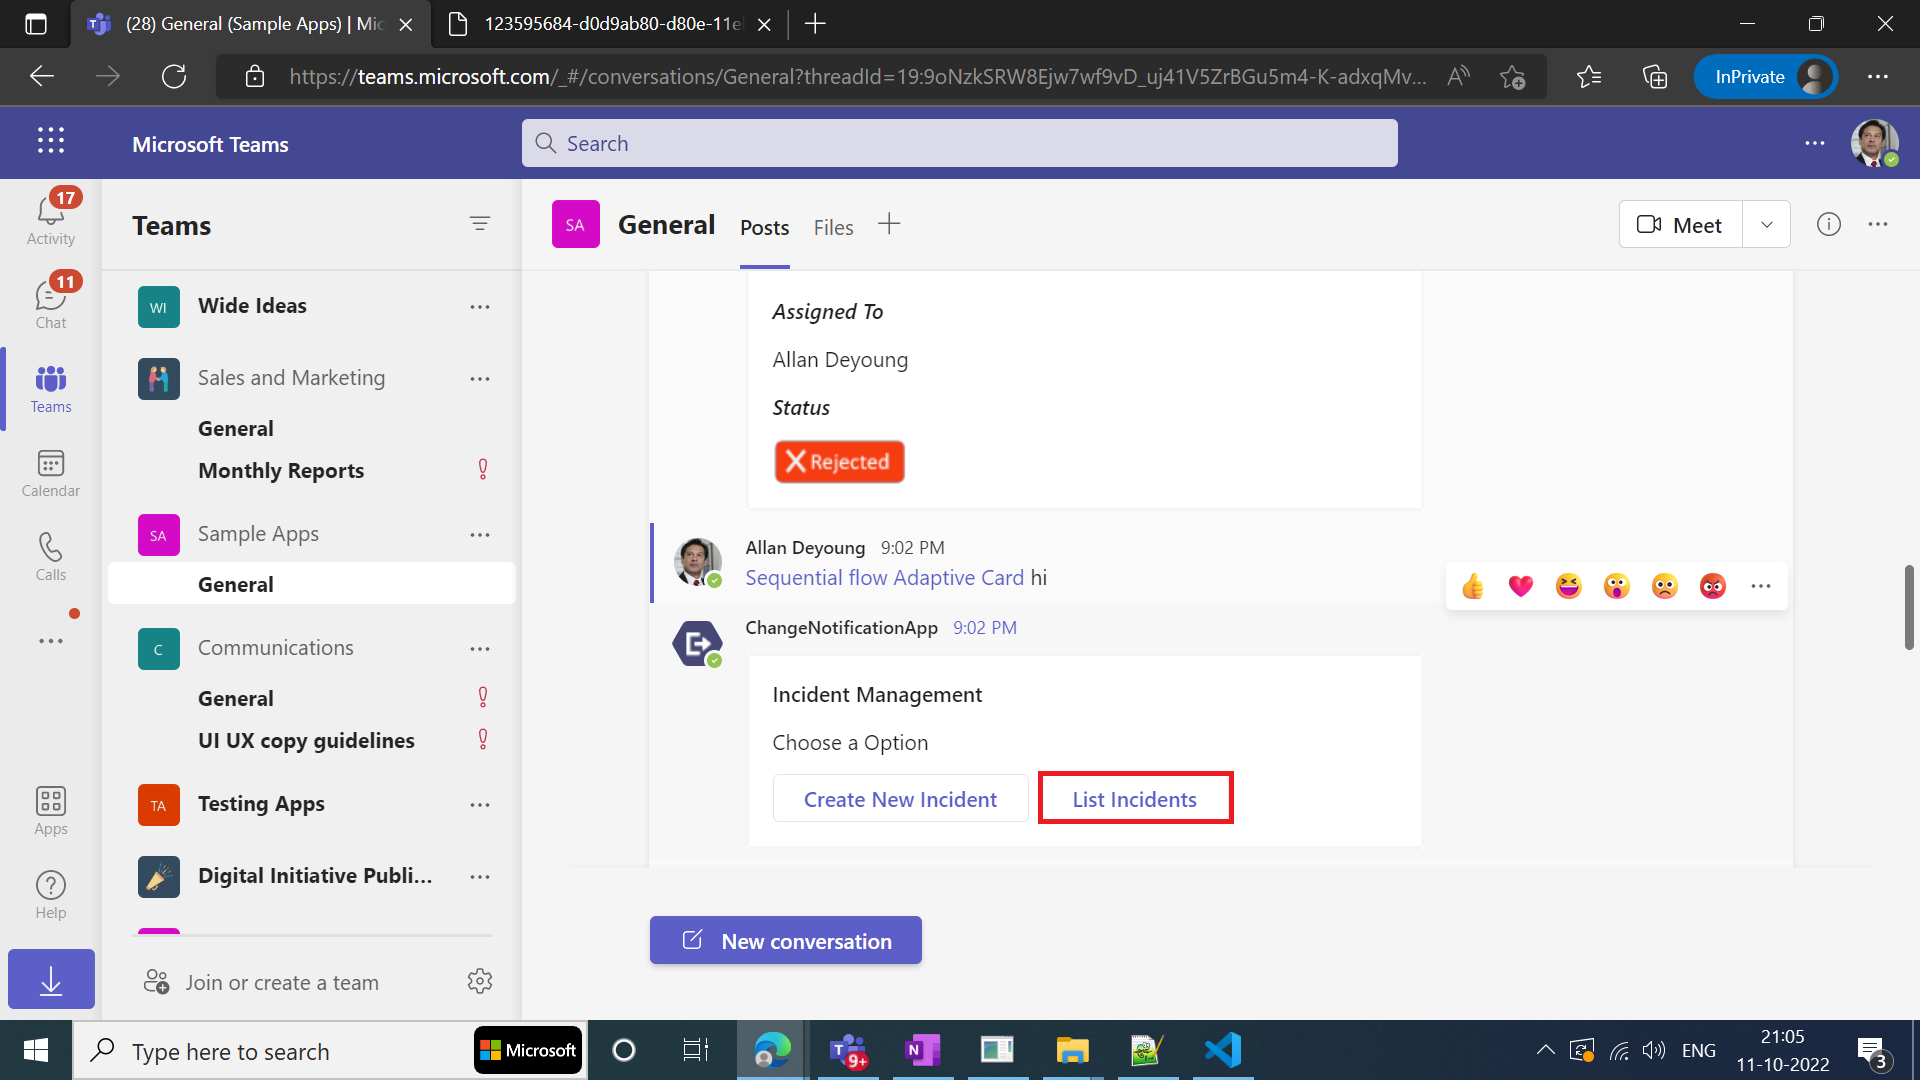 (28) General (Sample Apps) | Mic
123595684-d0d9ab80-d80e-11e
https://teams.microsoft.com/_#/conversations/General?threadId=19:9oNzkSRW8Ejw7wf9vD_uj41V5ZrBGu5m4-K-adxqMv...
InPrivate
Microsoft Teams
Search
17
Activity
11
Chat
Teams
Calendar
Calls
Apps
Help
Teams
WI Wide Ideas
Sales and Marketing
General
Monthly Reports
SA Sample Apps
General
C Communications
General
UI UX copy guidelines
TA Testing Apps
Digital Initiative Publi...
Join or create a team
SA General Posts Files
Meet
Assigned To
Allan Deyoung
Status
Rejected
Allan Deyoung 9:02 PM
Sequential flow Adaptive Card hi
ChangeNotificationApp 9:02 PM
Incident Management
Choose a Option
Create New Incident
List Incidents
New conversation
Type here to search
Microsoft
9+
ENG
21:05
11-10-2022
3